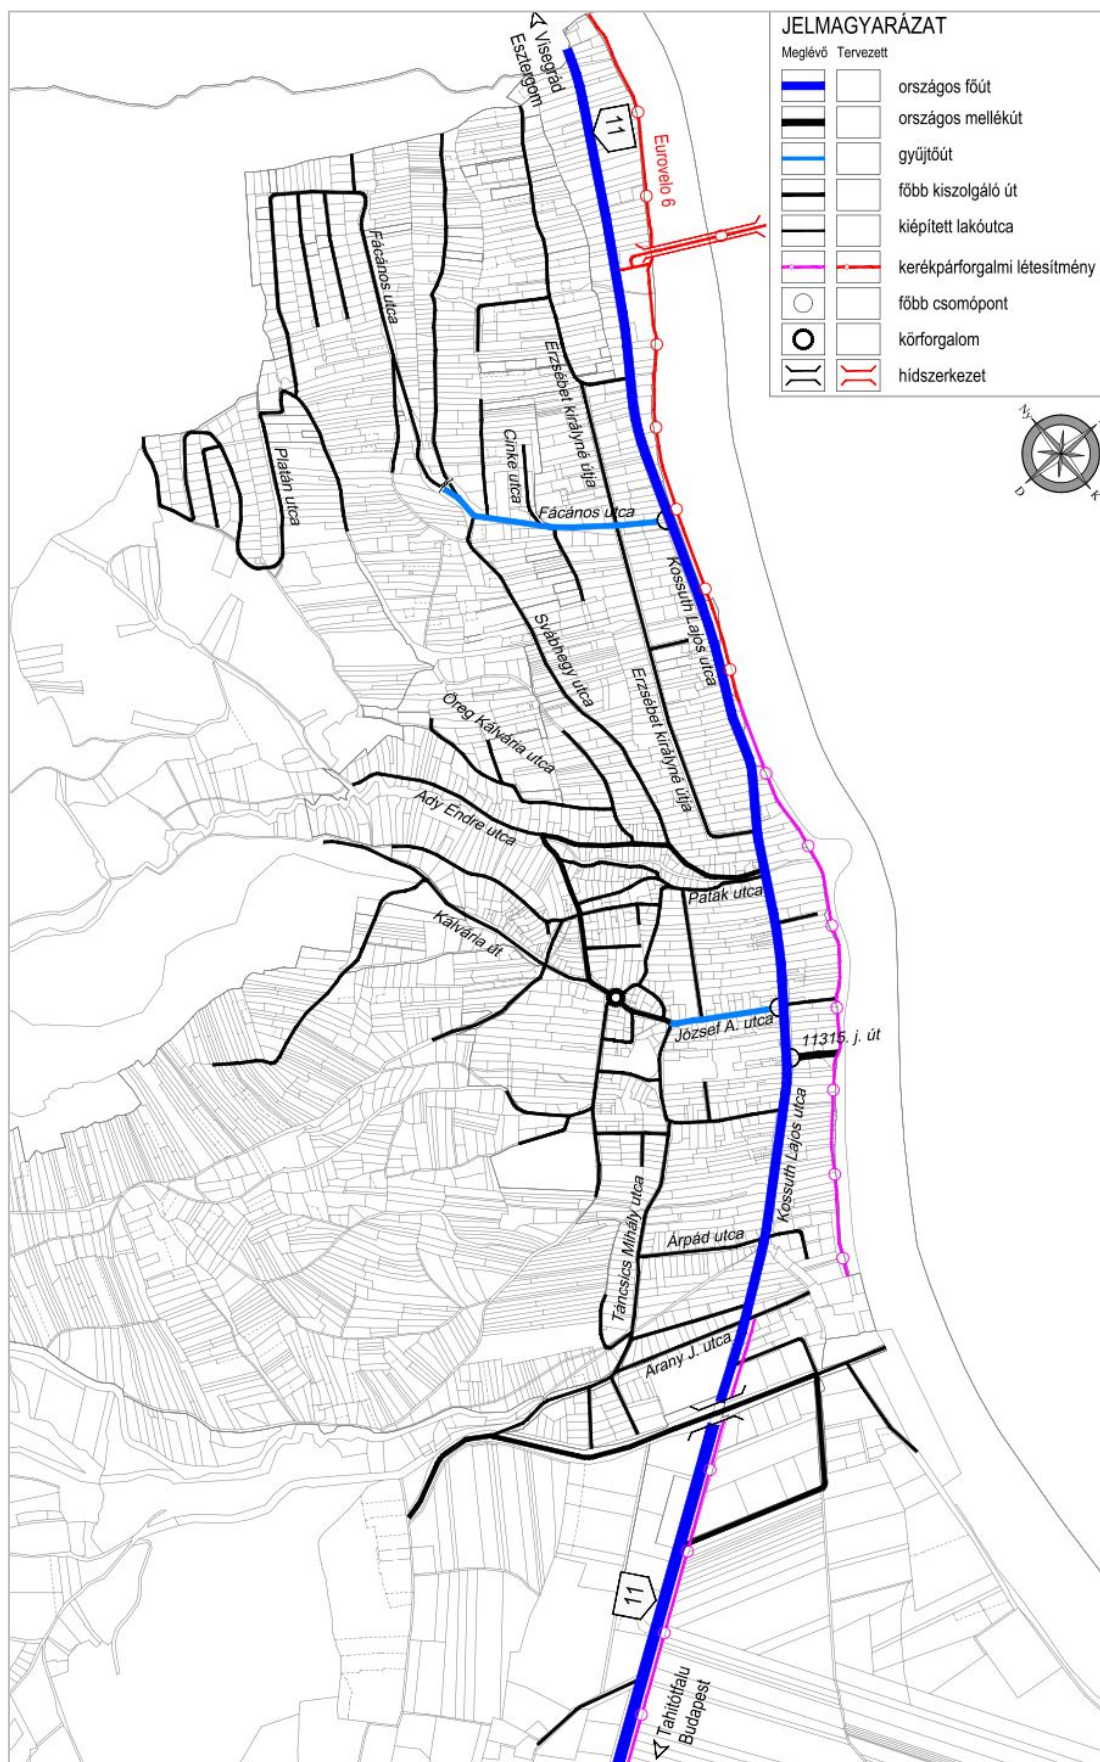 JELMAGYARÁZAT
Meglévő Tervezett
országos főút
országos mellékút
gyűjtőút
főbb kiszolgáló út
kiépített lakóutca
kerékpárforgalmi létesítmény
főbb csomópont
körforgalom
hídszerkezet
Visegrád
Esztergom
11
Eurovelo 6
Fácános utca
Erzsébet királyné útja
Cinke utca
Platán utca
Fácános utca
Kossuth Lajos utca
Svábhegy utca
Erzsébet királyné útja
Öreg Kálvária utca
Ady Endre utca
Patak utca
Kálvária út
József A. utca
11315. j. út
Kossuth Lajos utca
Táncsics Mihály utca
Árpád utca
Arany J. utca
11
Tahitótfalu
Budapest
Ny
D
K